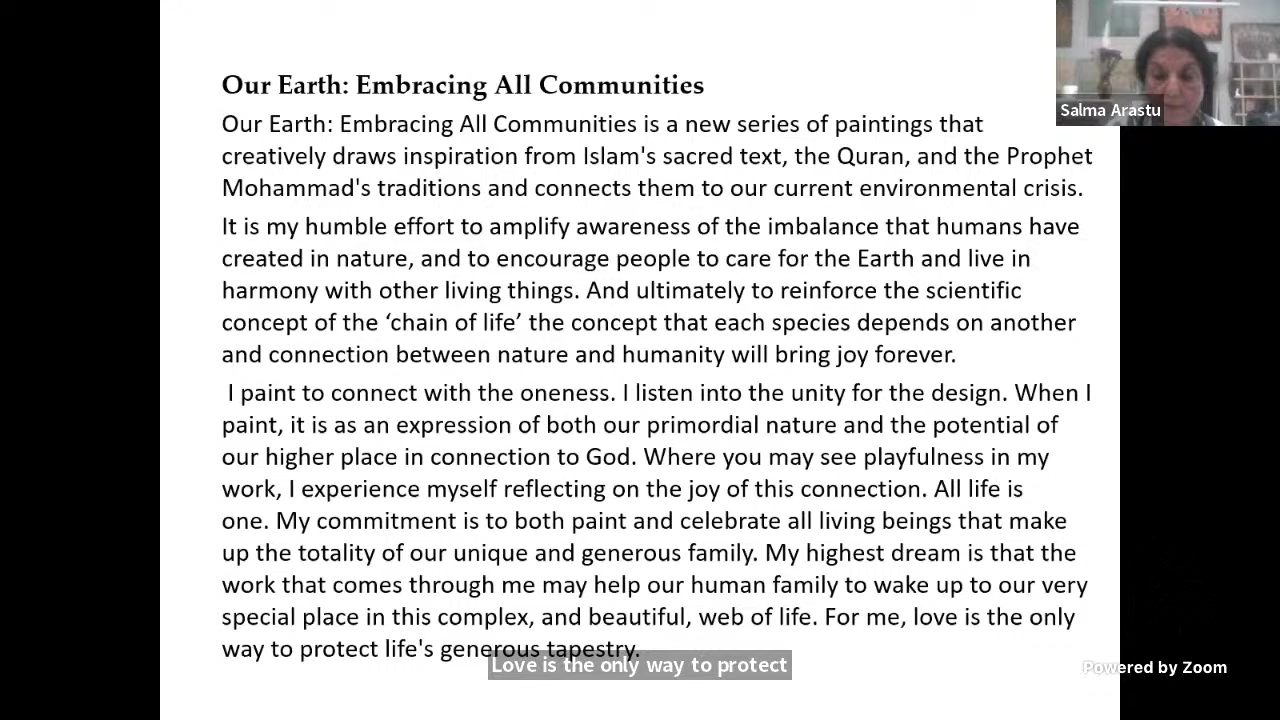 Our Earth: Embracing All Communities
Our Earth: Embracing All Communities is a new series of paintings that
creatively draws inspiration from Islam's sacred text, the Quran, and the Prophet
Mohammad's traditions and connects them to our current environmental crisis.
It is my humble effort to amplify awareness of the imbalance that humans have
created in nature, and to encourage people to care for the Earth and live in
harmony with other living things. And ultimately to reinforce the scientific
concept of the ‘chain of life’ the concept that each species depends on another
and connection between nature and humanity will bring joy forever.
I paint to connect with the oneness. I listen into the unity for the design. When I
paint, it is as an expression of both our primordial nature and the potential of
our higher place in connection to God. Where you may see playfulness in my
work, I experience myself reflecting on the joy of this connection. All life is
one. My commitment is to both paint and celebrate all living beings that make
up the totality of our unique and generous family. My highest dream is that the
work that comes through me may help our human family to wake up to our very
special place in this complex, and beautiful, web of life. For me, love is the only
way to protect life's generous tapestry.
Love is the only way to protect
Salma Arastu
Powered by Zoom